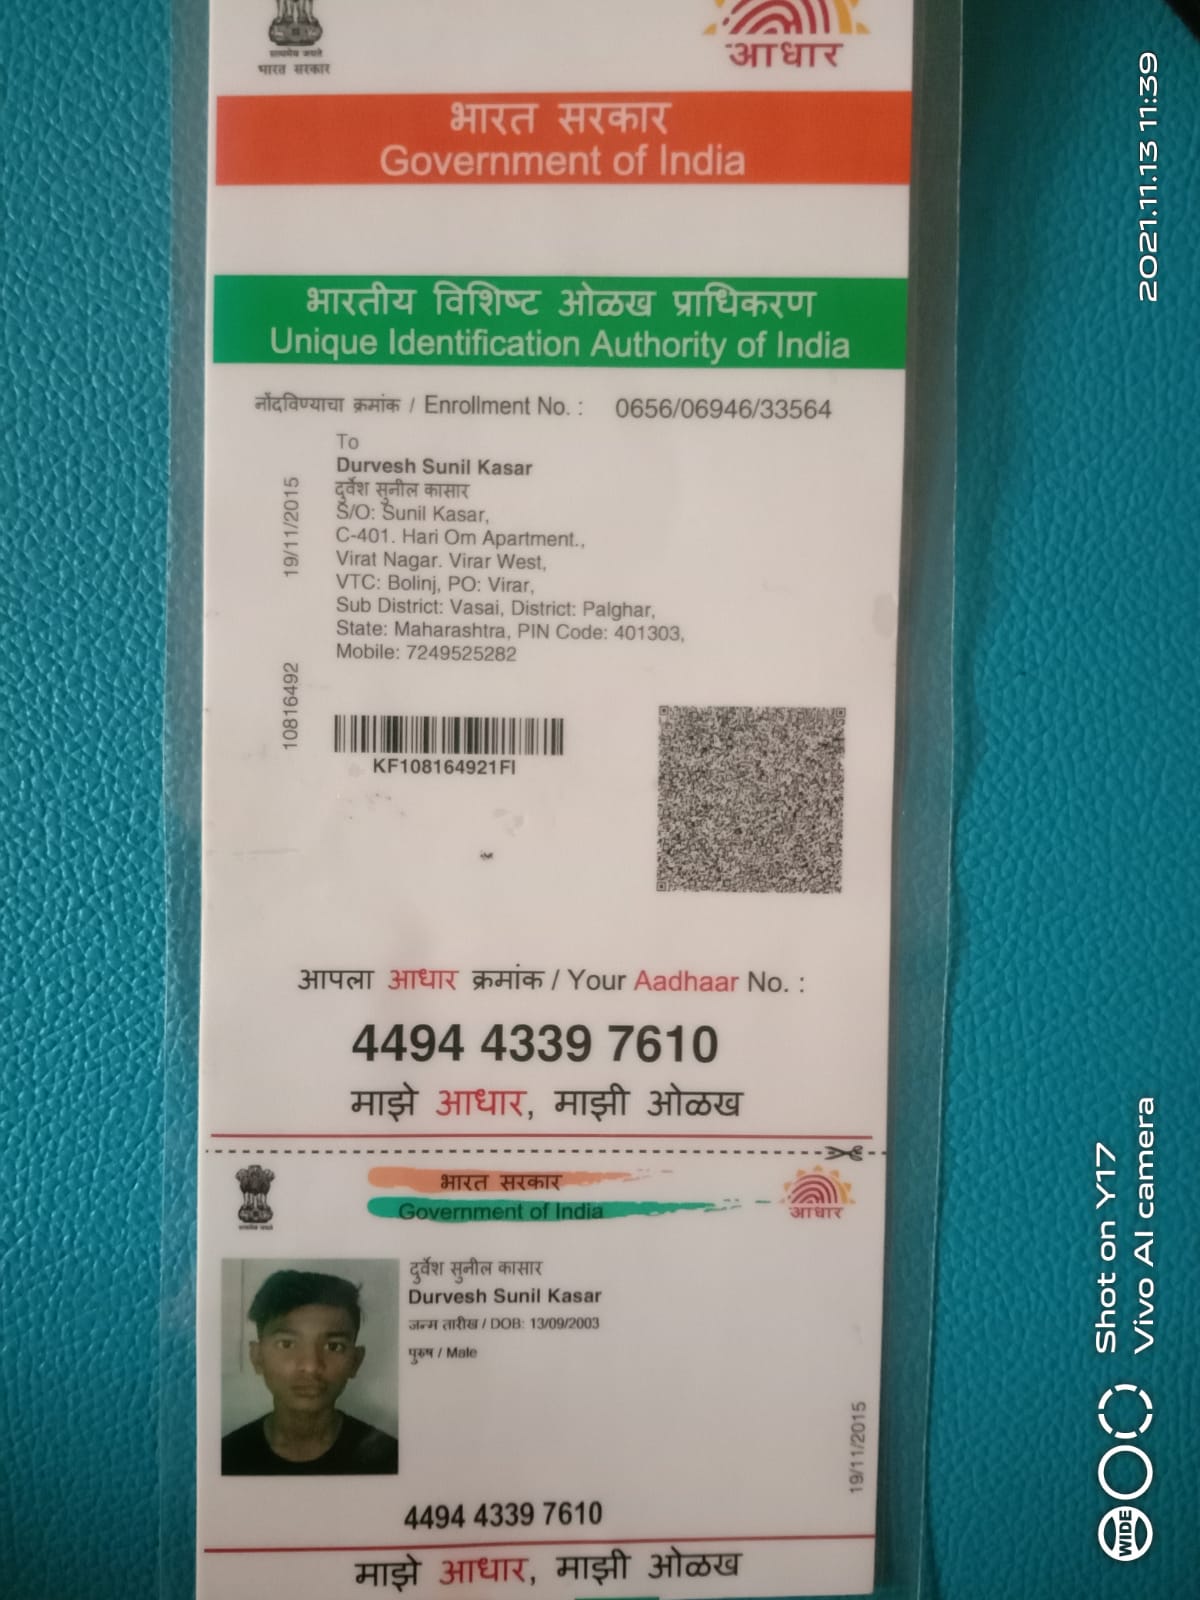 सत्यमेव जयते
भारत सरकार
आधार
भारत सरकार
Government of India
भारतीय विशिष्ट ओळख प्राधिकरण
Unique Identification Authority of India
नोंदविण्याचा क्रमांक / Enrollment No. : 0656/06946/33564
To
Durvesh Sunil Kasar
दुर्वेश सुनील कासार
S/O: Sunil Kasar,
C-401. Hari Om Apartment.,
Virat Nagar. Virar West,
VTC: Bolinj, PO: Virar,
Sub District: Vasai, District: Palghar,
State: Maharashtra, PIN Code: 401303,
Mobile: 7249525282
19/11/2015
10816492
KF108164921FI
आपला आधार क्रमांक / Your Aadhaar No. :
4494 4339 7610
माझे आधार, माझी ओळख
भारत सरकार
Government of India
आधार
दुर्वेश सुनील कासार
Durvesh Sunil Kasar
जन्म तारीख / DOB: 13/09/2003
पुरुष / Male
19/11/2015
4494 4339 7610
माझे आधार, माझी ओळख
2021.11.13 11:39
WIDE
Shot on Y17
Vivo AI camera